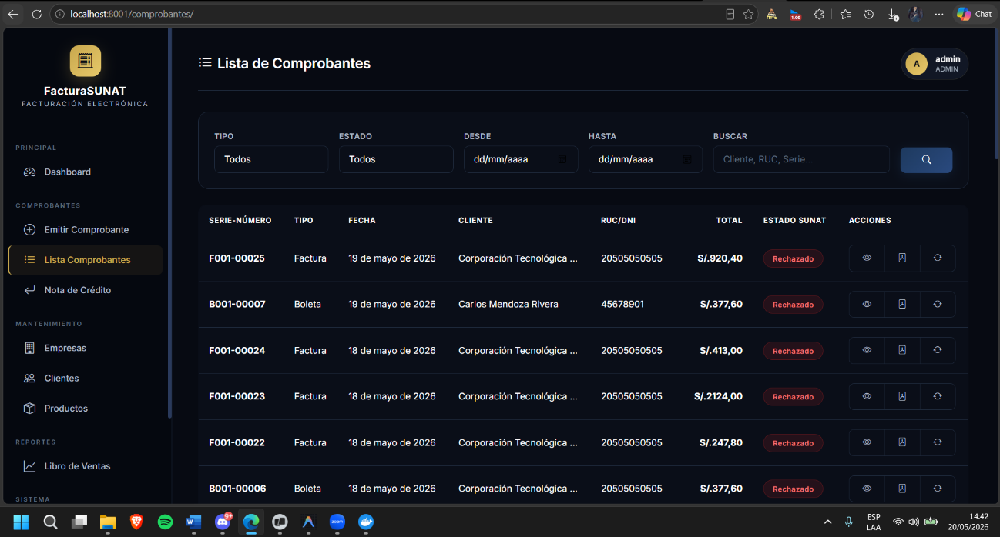 localhost:8001/comprobantes/
1.00
Chat
FacturaSUNAT
FACTURACIÓN ELECTRÓNICA
PRINCIPAL
Dashboard
COMPROBANTES
Emitir Comprobante
Lista Comprobantes
Nota de Crédito
MANTENIMIENTO
Empresas
Clientes
Productos
REPORTES
Libro de Ventas
SISTEMA
Lista de Comprobantes
A
admin
ADMIN
TIPO ESTADO DESDE HASTA BUSCAR
Todos Todos dd/mm/aaaa dd/mm/aaaa Cliente, RUC, Serie...
SERIE-NÚMERO TIPO FECHA CLIENTE RUC/DNI TOTAL ESTADO SUNAT ACCIONES
F001-00025 Factura 19 de mayo de 2026 Corporación Tecnológica ... 20505050505 S/.920,40 Rechazado
B001-00007 Boleta 19 de mayo de 2026 Carlos Mendoza Rivera 45678901 S/.377,60 Rechazado
F001-00024 Factura 18 de mayo de 2026 Corporación Tecnológica ... 20505050505 S/.413,00 Rechazado
F001-00023 Factura 18 de mayo de 2026 Corporación Tecnológica ... 20505050505 S/.2124,00 Rechazado
F001-00022 Factura 18 de mayo de 2026 Corporación Tecnológica ... 20505050505 S/.247,80 Rechazado
B001-00006 Boleta 18 de mayo de 2026 Corporación Tecnológica ... 20505050505 S/.377,60 Rechazado
W
9+
zoom
ESP
LAA
14:42
20/05/2026